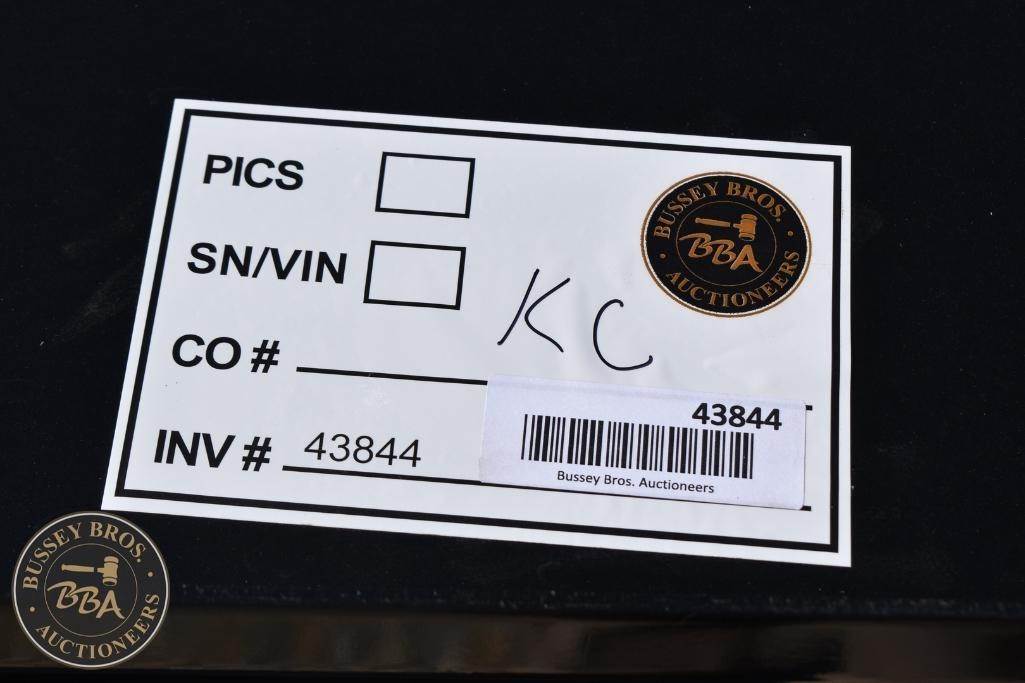 PICS
BUSSEY BROS.
BBA
AUCTIONEERS
SN/VIN
KC
CO #
43844
INV # 43844
Bussey Bros. Auctioneers
BUSSEY BROS.
BBA
AUCTIONEERS